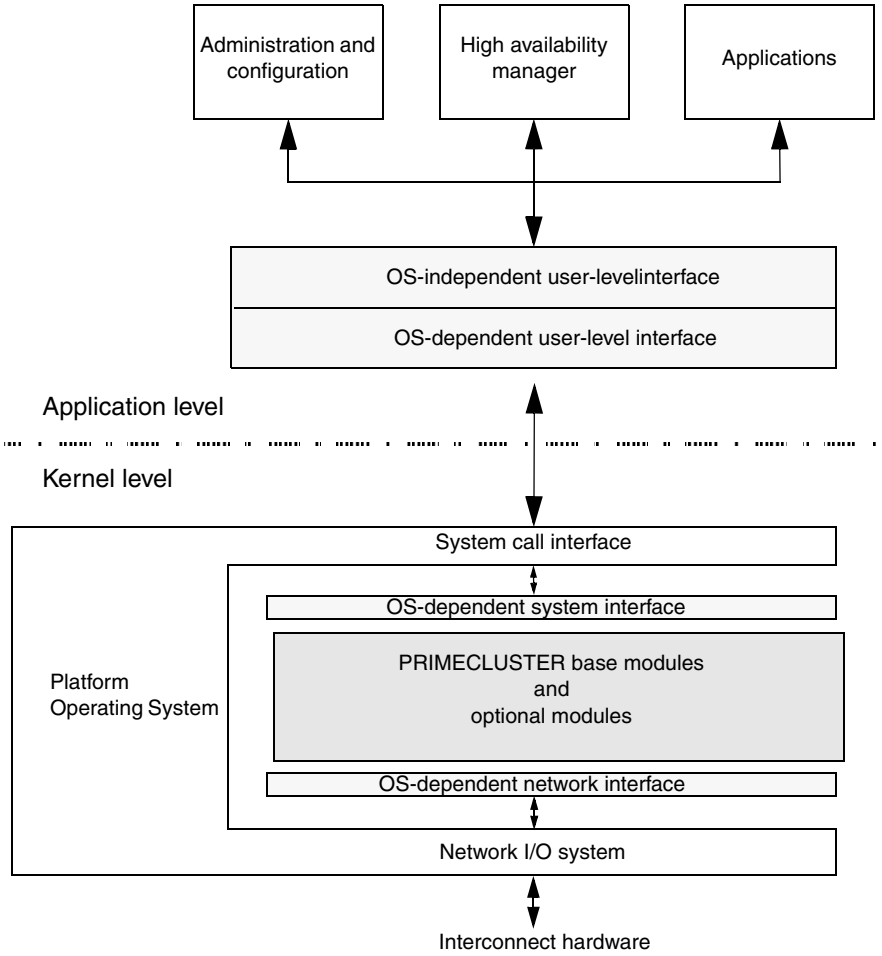 Administration and
configuration
High availability
manager
Applications
OS-independent user-levelinterface
OS-dependent user-level interface
Application level
Kernel level
System call interface
OS-dependent system interface
PRIMECLUSTER base modules
and
optional modules
Platform
Operating System
OS-dependent network interface
Network I/O system
Interconnect hardware